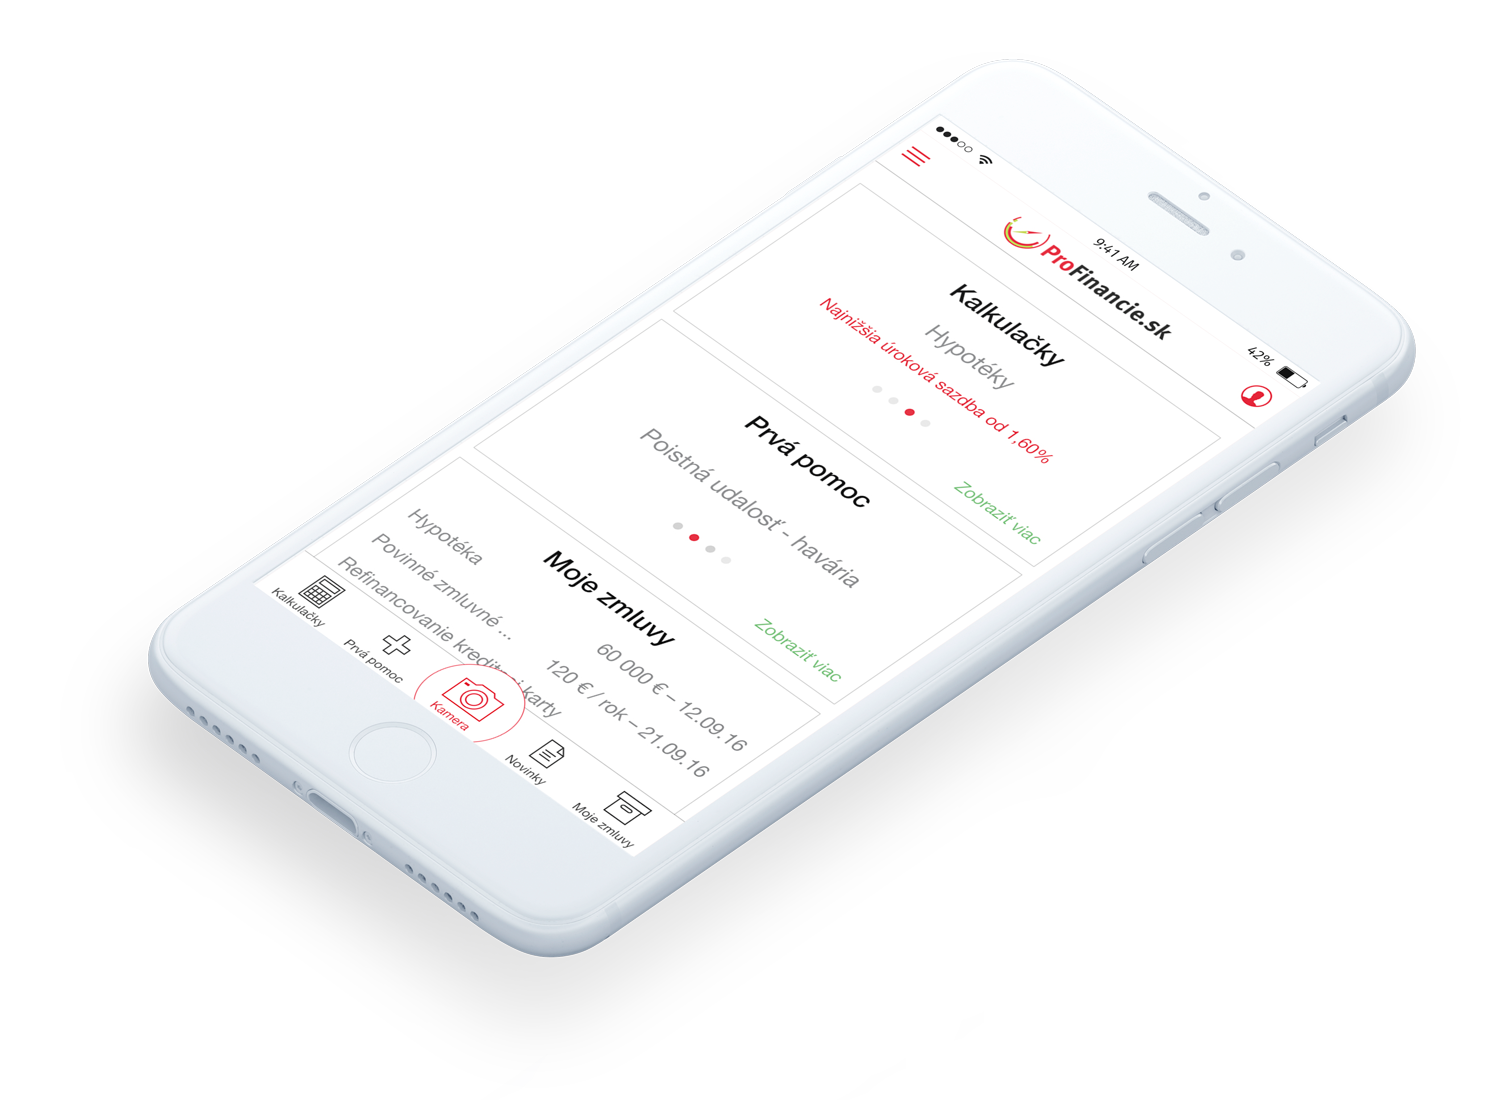 9:41 AM
42%
ProFinancie.sk
Kalkulačky
Hypotéky
Najnižšia úroková sazdba od 1,60%
Zobraziť viac
Prvá pomoc
Poistná udalosť - havária
Zobraziť viac
Moje zmluvy
Hypotéka
60 000 € – 12.09.16
Povinné zmluvné ...
120 € / rok – 21.09.16
Refinancovanie karty
Kalkulačky
Prvá pomoc
Kamera
Novinky
Moje zmluvy